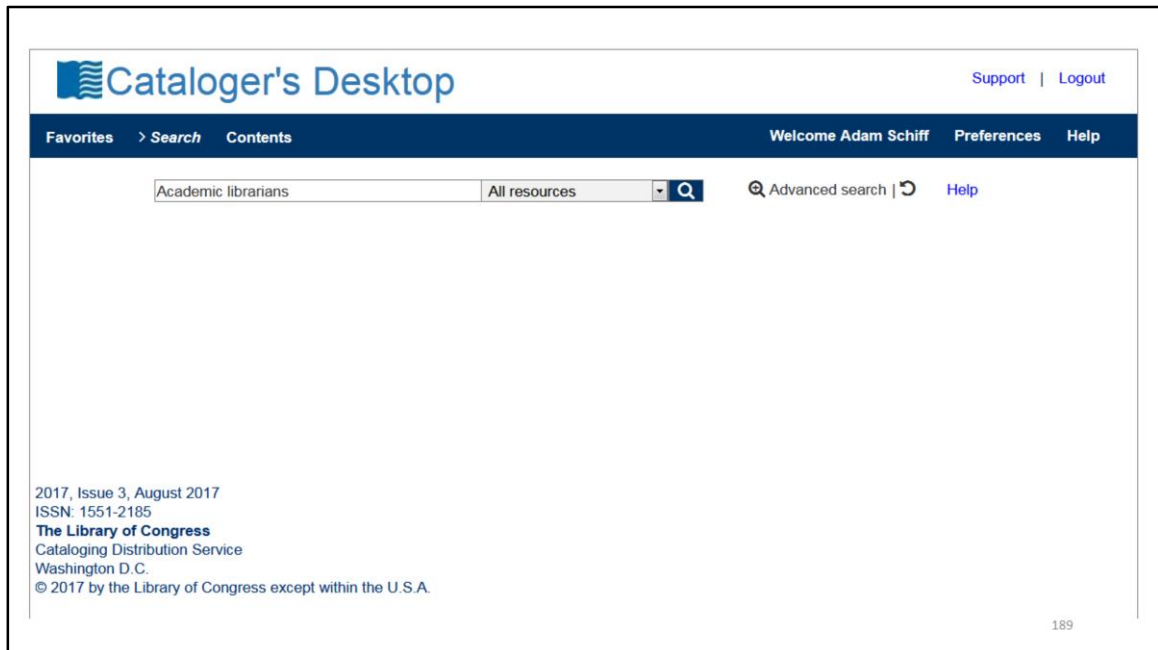 Cataloger's Desktop
Support | Logout
Favorites > Search Contents Welcome Adam Schiff Preferences Help
Academic librarians All resources Advanced search | Help
2017, Issue 3, August 2017
ISSN: 1551-2185
The Library of Congress
Cataloging Distribution Service
Washington D.C.
© 2017 by the Library of Congress except within the U.S.A.
189